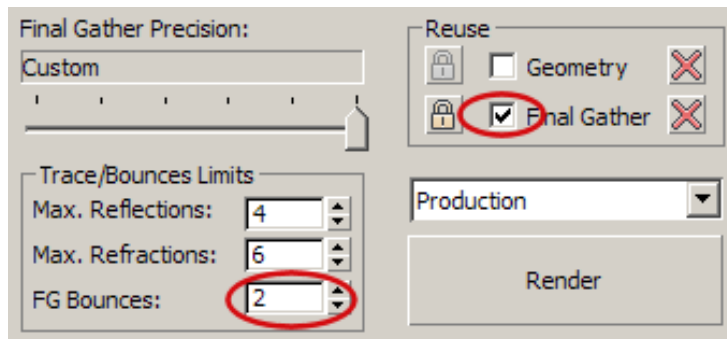 Final Gather Precision:
Custom
Trace/Bounces Limits
Max. Reflections: 4
Max. Refractions: 6
FG Bounces: 2
Reuse
Geometry
Final Gather
Production
Render